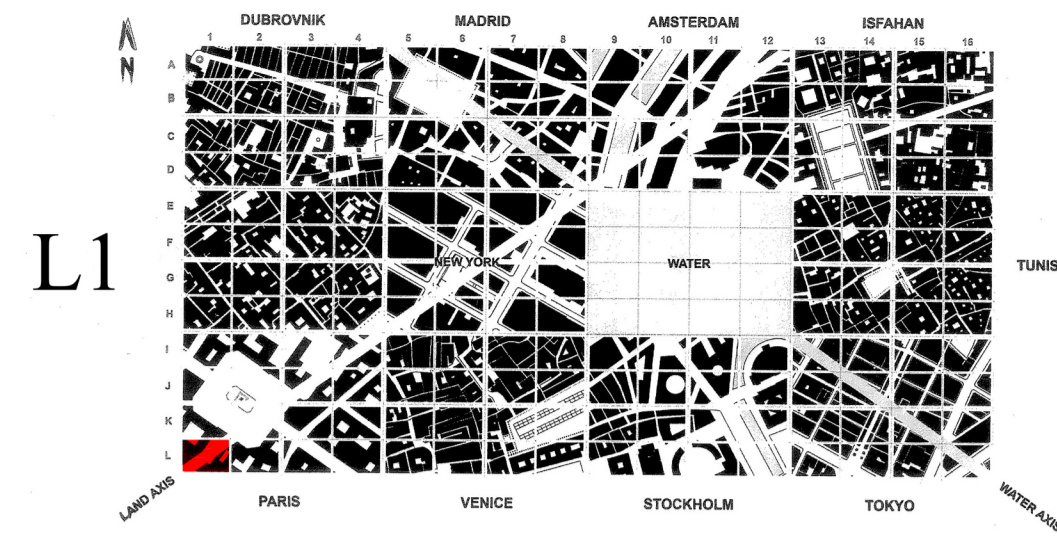 DUBROVNIK MADRID AMSTERDAM ISFAHAN
1 2 3 4 5 6 7 8 9 10 11 12 13 14 15 16
A
B
C
D
E
F
NEW YORK WATER TUNIS
L1
G
H
I
J
K
L
LAND AXIS PARIS VENICE STOCKHOLM TOKYO WATER AXIS
N